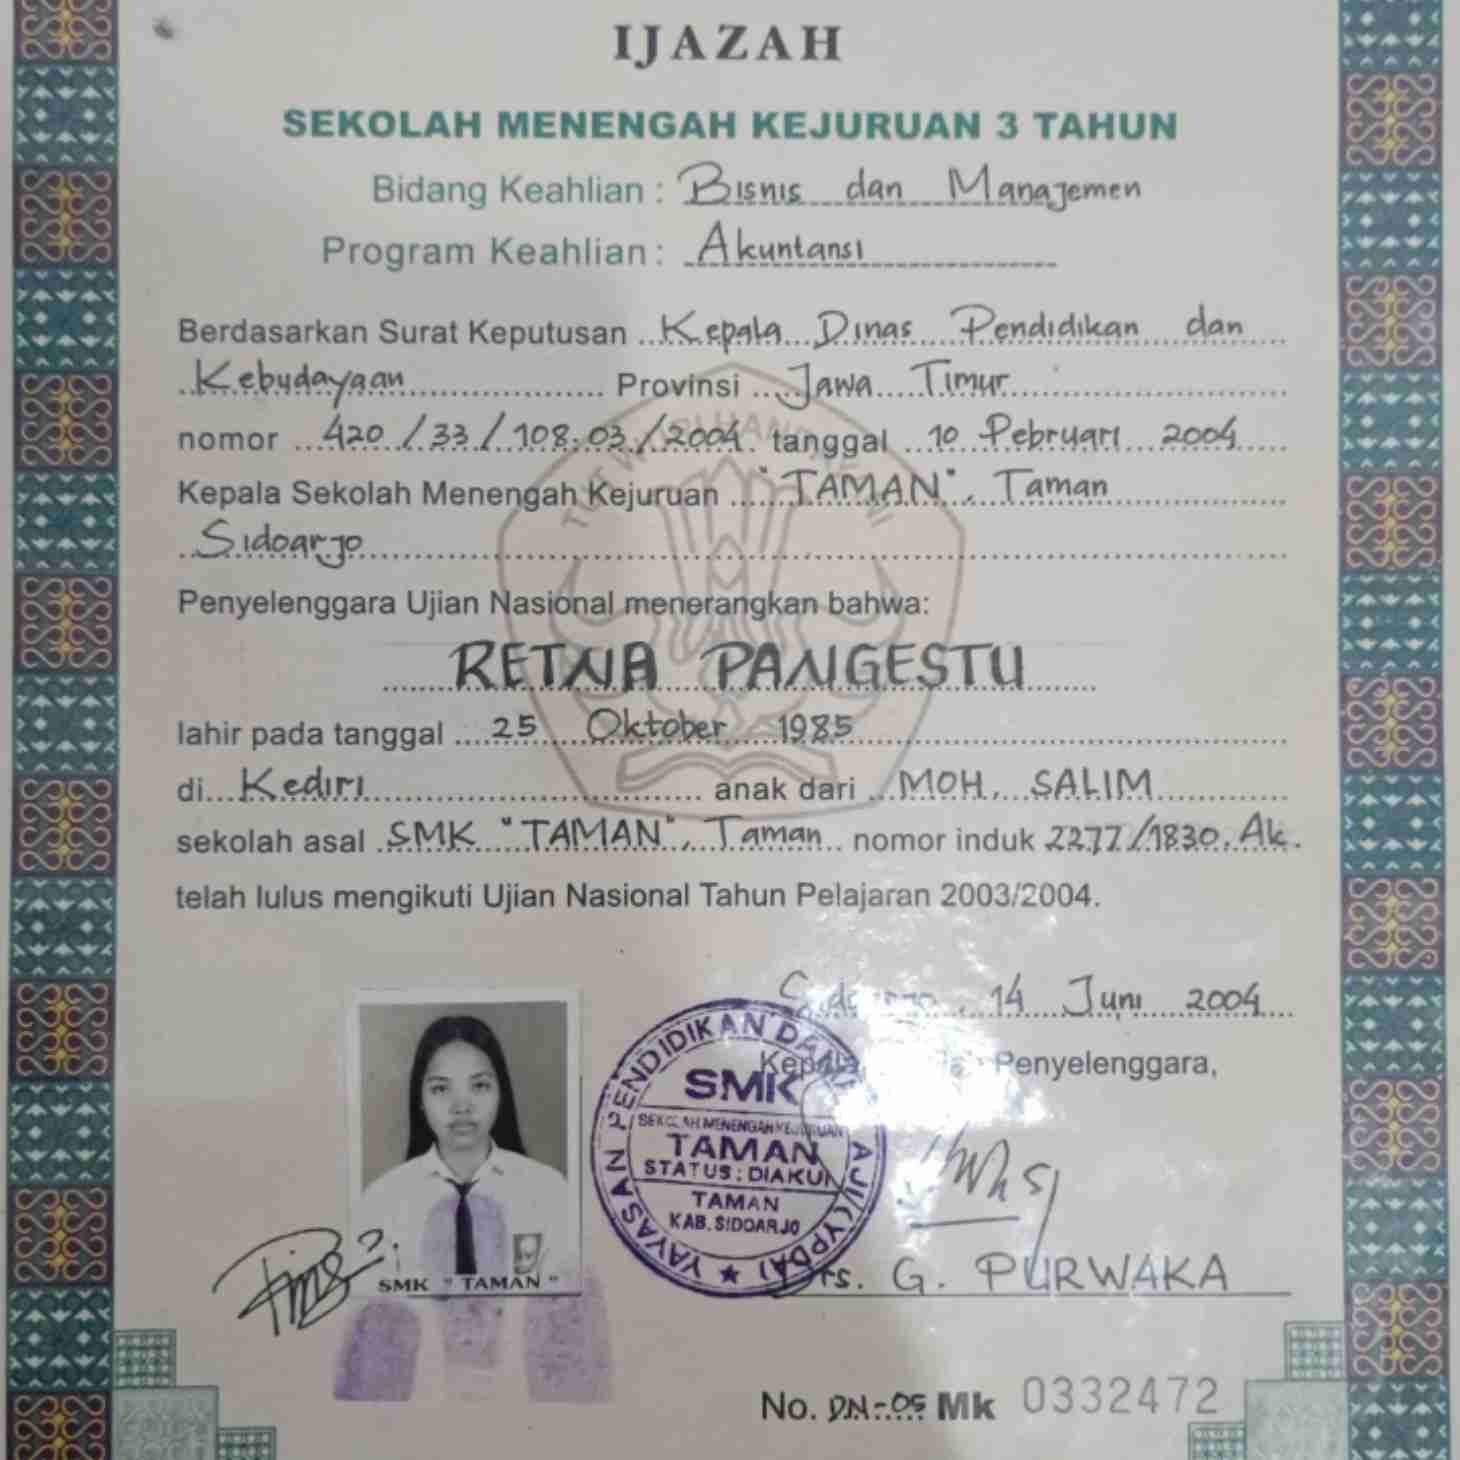 IJAZAH
SEKOLAH MENENGAH KEJURUAN 3 TAHUN
Bidang Keahlian : Bisnis dan Manajemen
Program Keahlian : Akuntansi
Berdasarkan Surat Keputusan Kepala Dinas Pendidikan dan
Kebudayaan Provinsi Jawa Timur
nomor 420/33/108.03/2004 tanggal 10 Pebruari 2004
Kepala Sekolah Menengah Kejuruan "TAMAN", Taman
Sidoarjo
Penyelenggara Ujian Nasional menerangkan bahwa:
RETNA PANGESTU
lahir pada tanggal 25 Oktober 1985
di Kediri anak dari MOH. SALIM
sekolah asal SMK "TAMAN", Taman nomor induk 2277/1830.Ak.
telah lulus mengikuti Ujian Nasional Tahun Pelajaran 2003/2004.
Sidoarjo, 14 Juni 2004
Kepala Penyelenggara,
YAYASAN PENDIDIKAN DAN (YPDA)
SMK
SEKOLAH MENENGAH KEJURUAN
TAMAN
STATUS : DIAKUI
TAMAN
KAB. SIDOARJO
SMK "TAMAN"
Drs. G. PURWAKA
No. DN-05 Mk 0332472